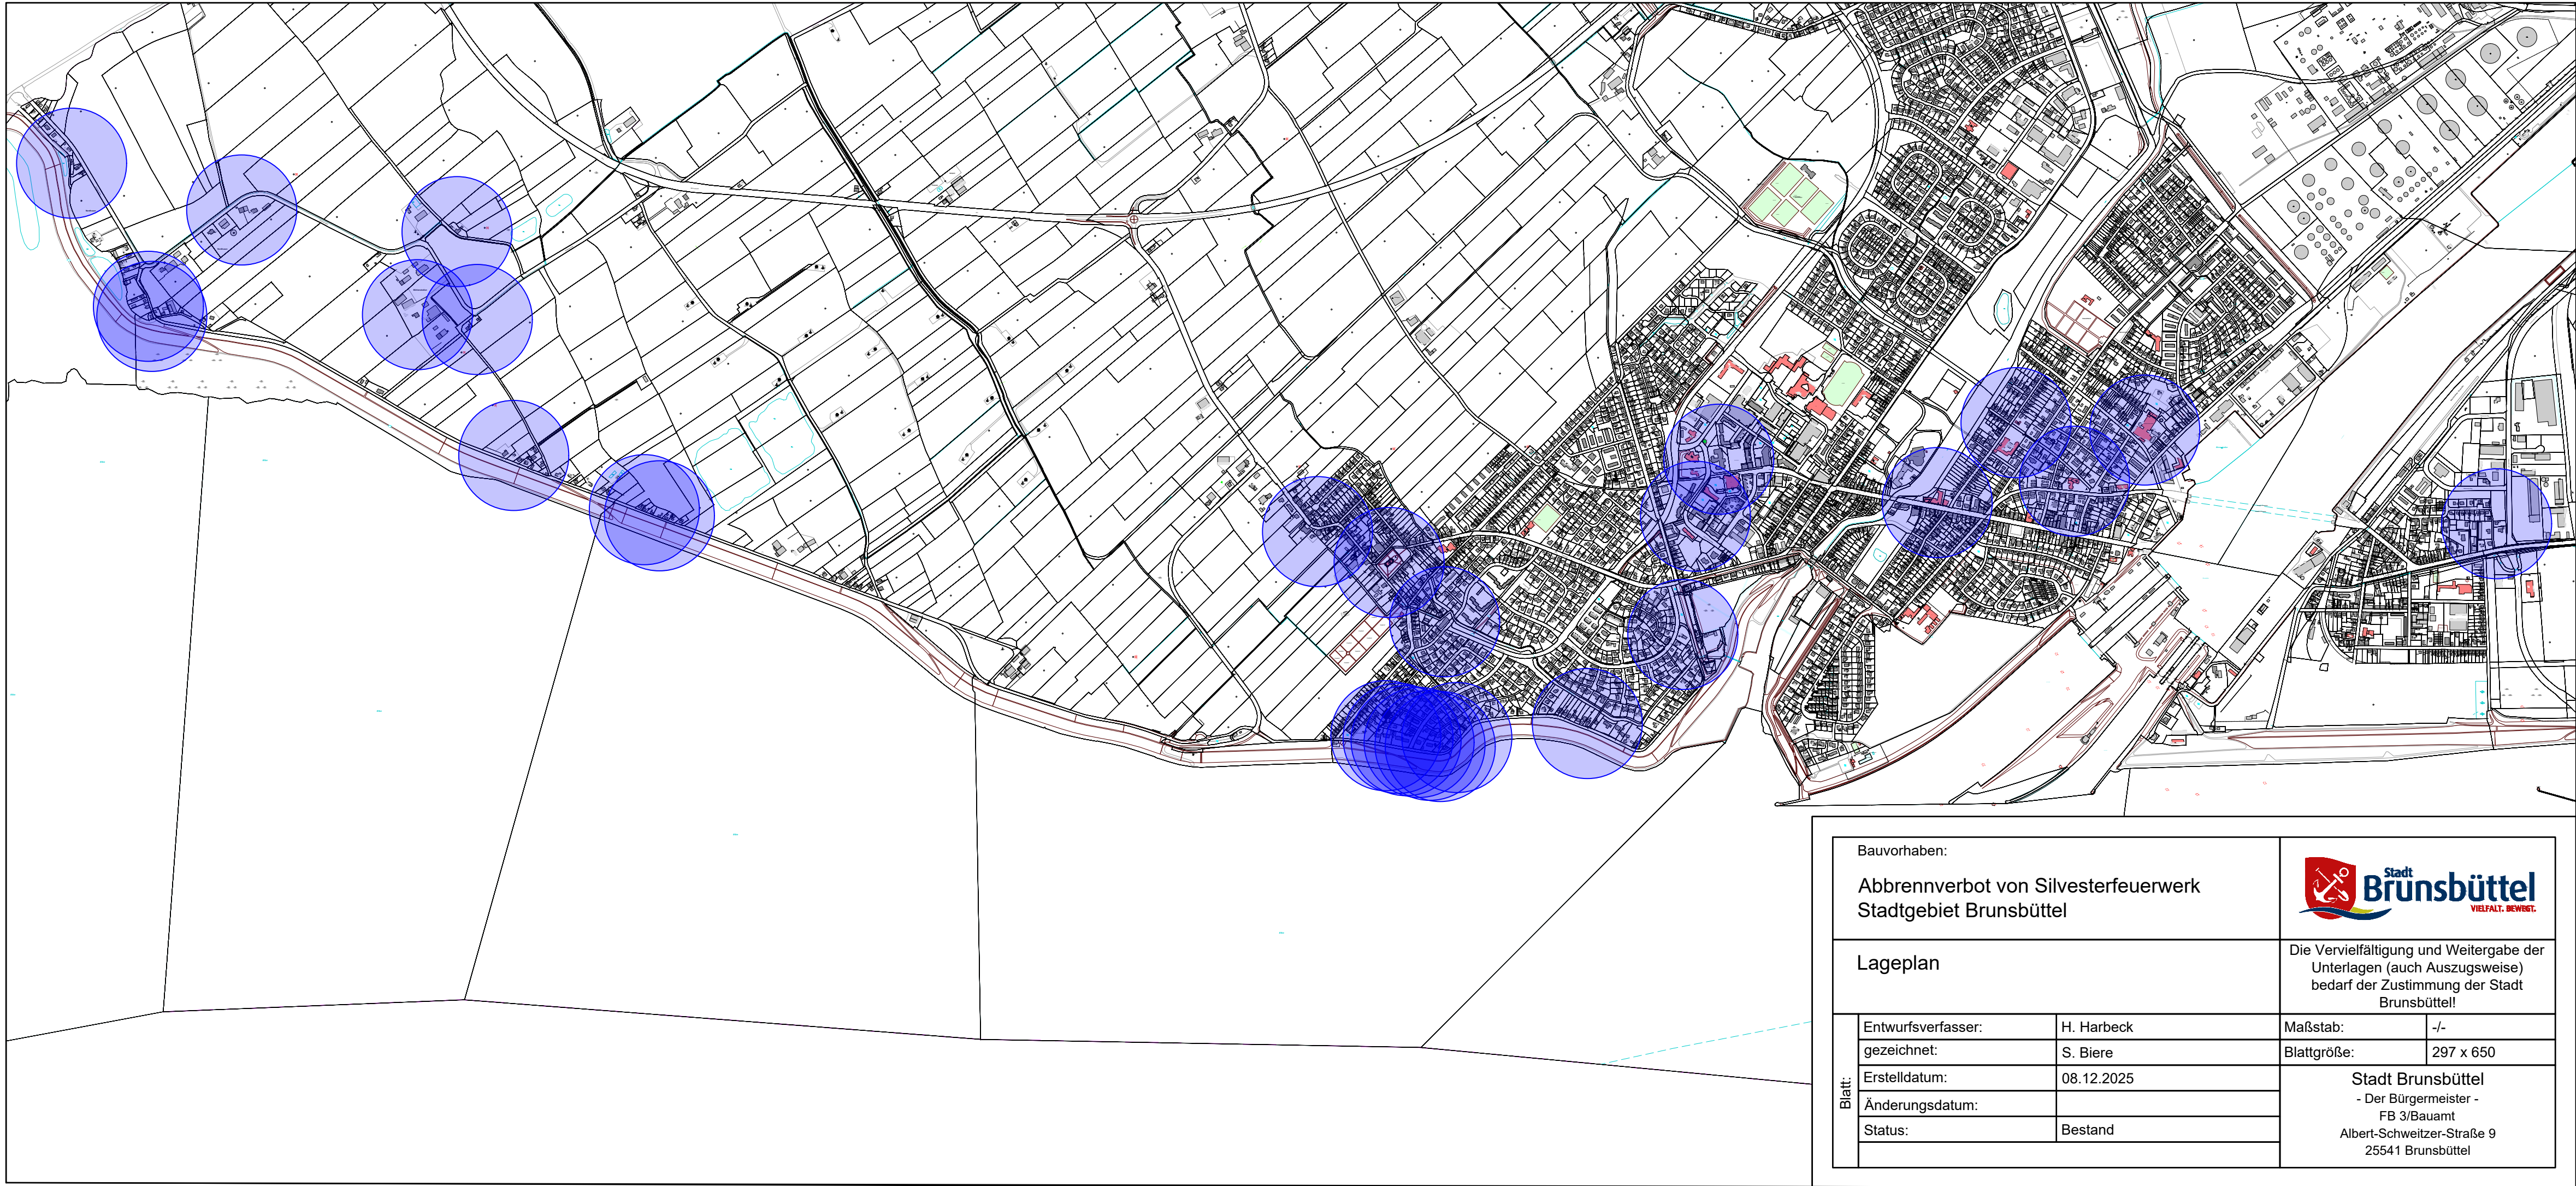 Bauvorhaben:
Abbrennverbot von Silvesterfeuerwerk
Stadtgebiet Brunsbüttel
Stadt
Brunsbüttel
VIELFALT. BEWEGT.
Lageplan
Die Vervielfältigung und Weitergabe der
Unterlagen (auch Auszugsweise)
bedarf der Zustimmung der Stadt
Brunsbüttel!
Blatt:
Entwurfsverfasser: H. Harbeck
gezeichnet: S. Biere
Erstelldatum: 08.12.2025
Änderungsdatum:
Status: Bestand
Maßstab: -/-
Blattgröße: 297 x 650
Stadt Brunsbüttel
- Der Bürgermeister -
FB 3/Bauamt
Albert-Schweitzer-Straße 9
25541 Brunsbüttel